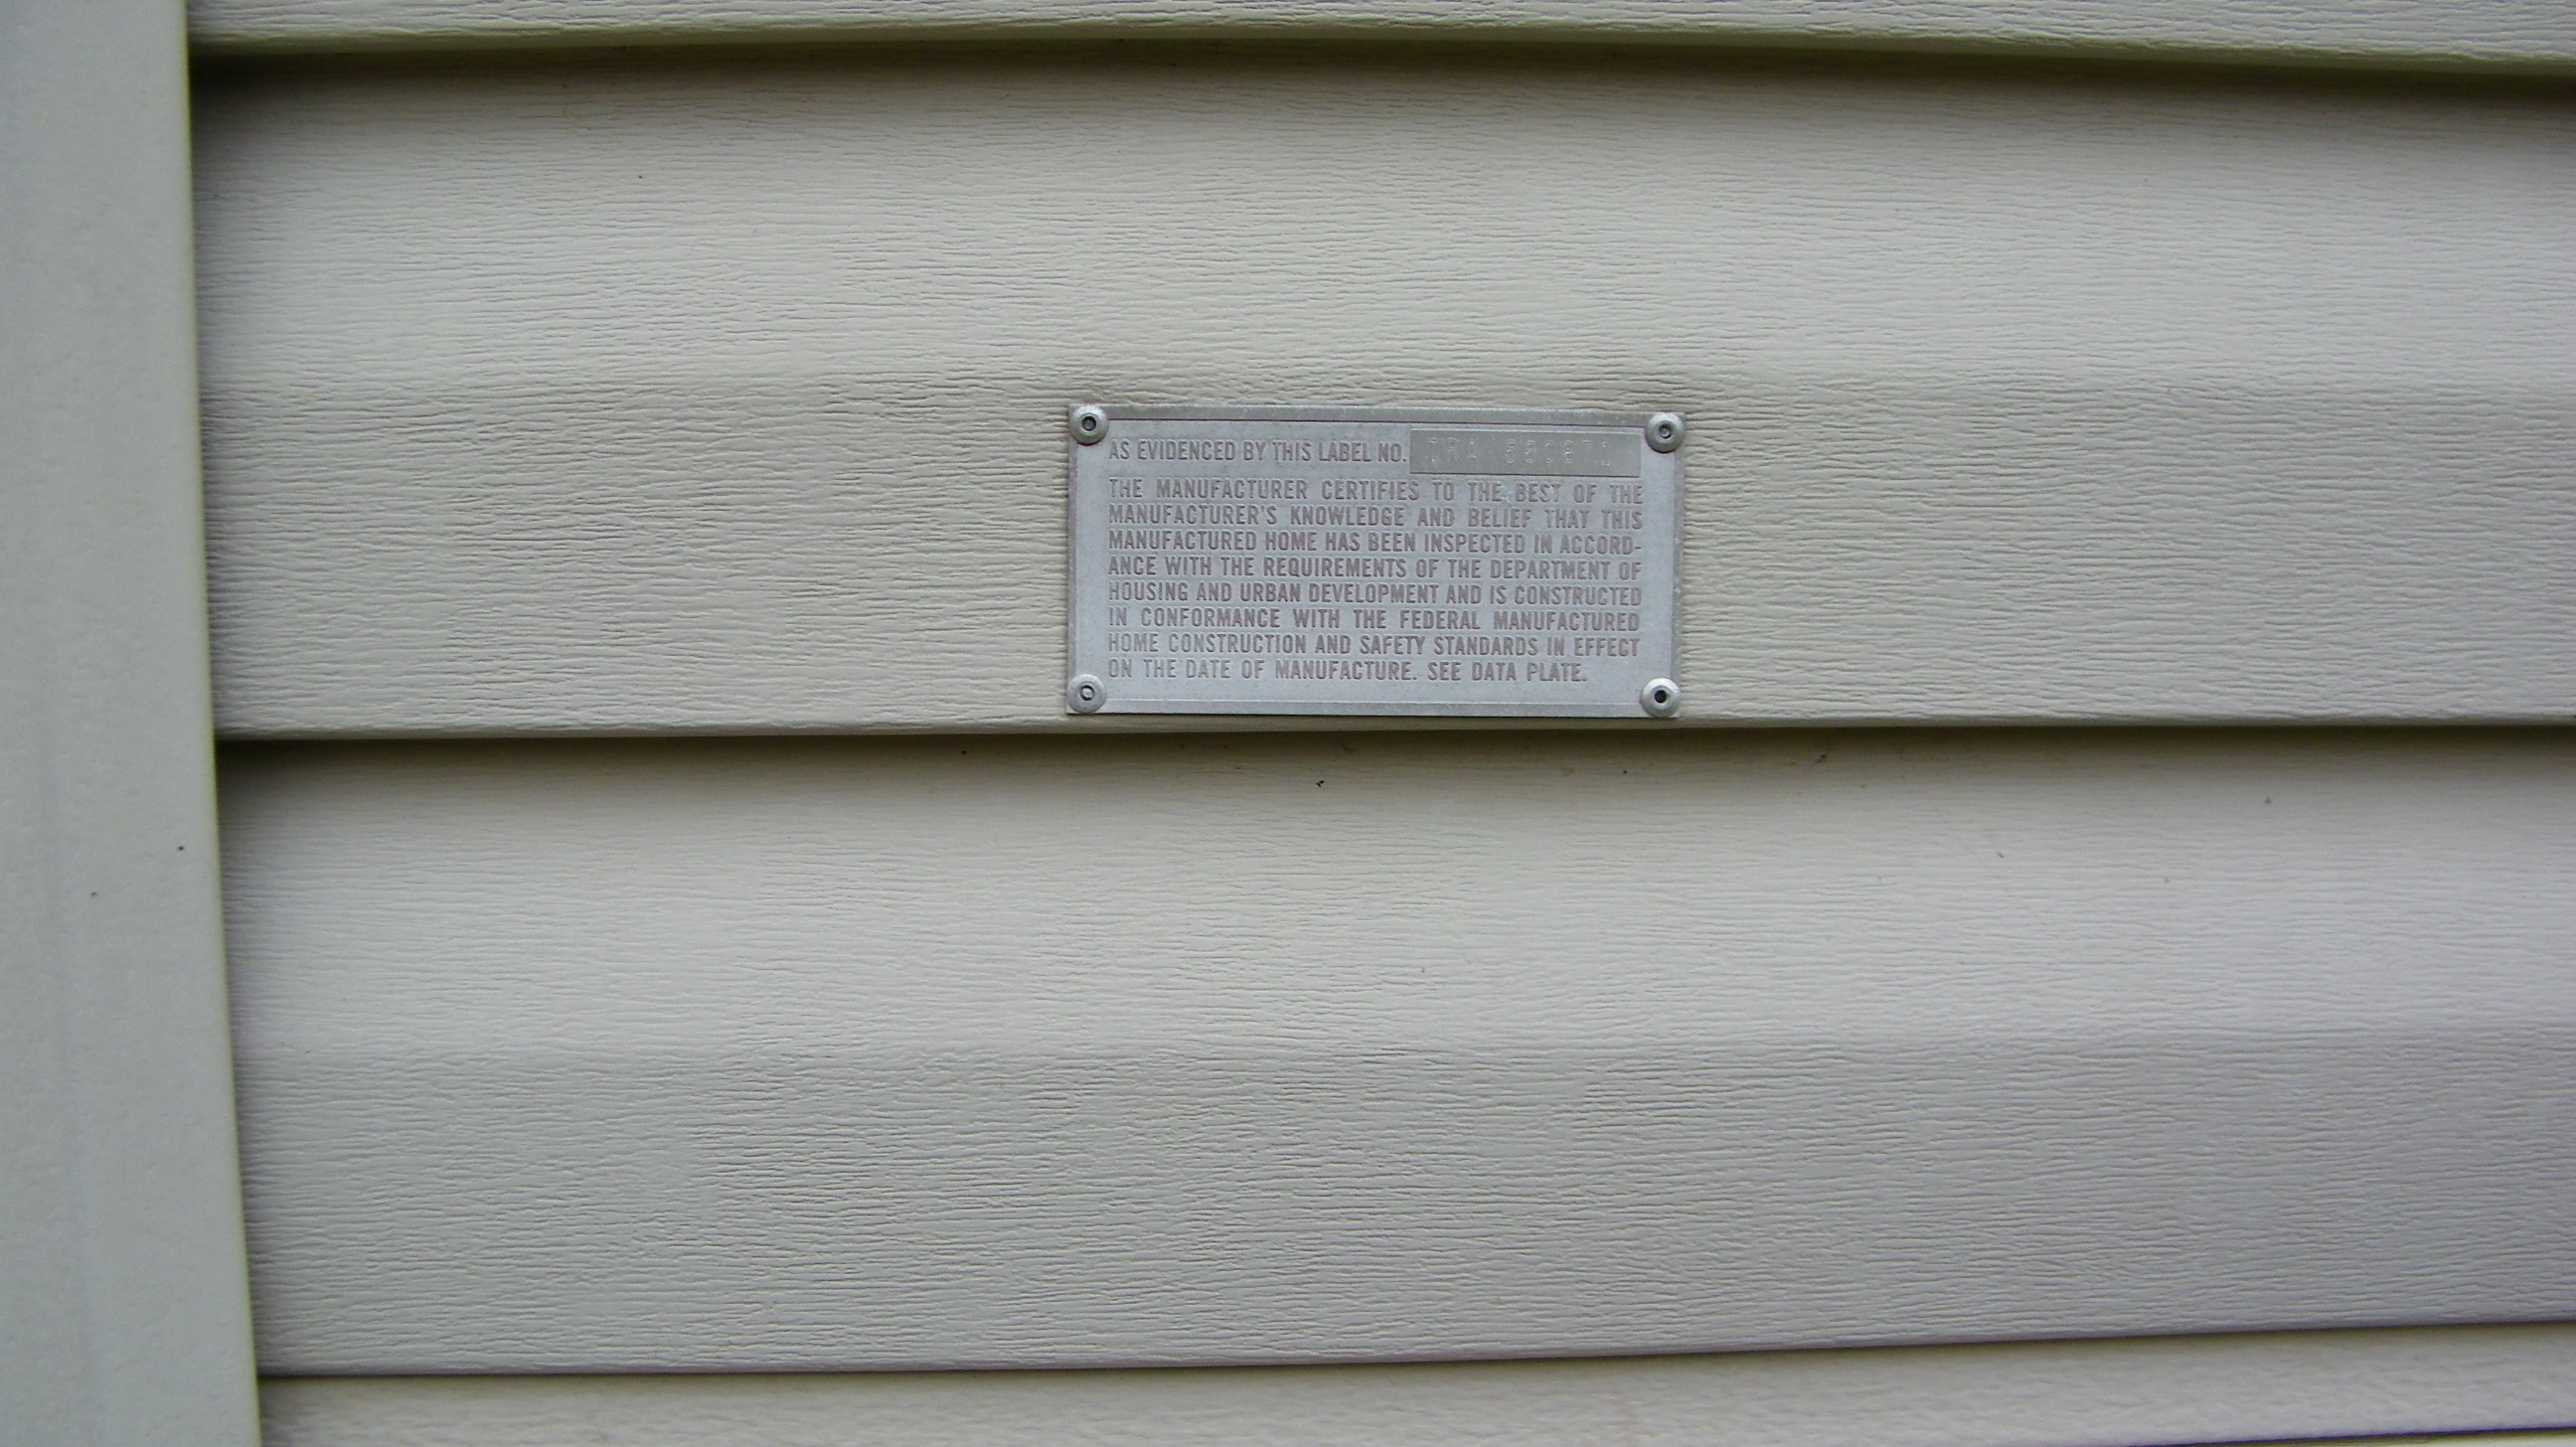 AS EVIDENCED BY THIS LABEL NO.
THE MANUFACTURER CERTIFIES TO THE BEST OF THE
MANUFACTURER'S KNOWLEDGE AND BELIEF THAT THIS
MANUFACTURED HOME HAS BEEN INSPECTED IN ACCORD-
ANCE WITH THE REQUIREMENTS OF THE DEPARTMENT OF
HOUSING AND URBAN DEVELOPMENT AND IS CONSTRUCTED
IN CONFORMANCE WITH THE FEDERAL MANUFACTURED
HOME CONSTRUCTION AND SAFETY STANDARDS IN EFFECT
ON THE DATE OF MANUFACTURE. SEE DATA PLATE.